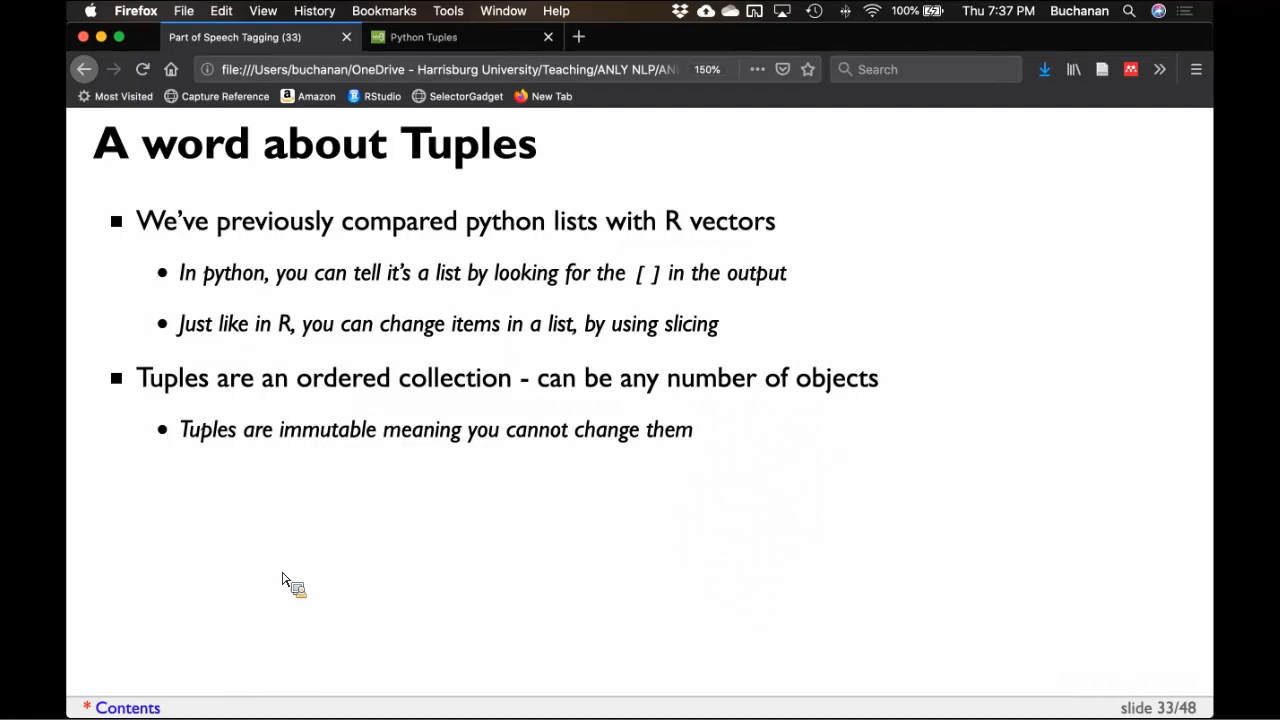 Firefox File Edit View History Bookmarks Tools Window Help 100% Thu 7:37 PM Buchanan
Part of Speech Tagging (33) Python Tuples
file:///Users/buchanan/OneDrive - Harrisburg University/Teaching/ANLY NLP/AN 150% Search
Most Visited Capture Reference Amazon RStudio SelectorGadget New Tab
A word about Tuples
We’ve previously compared python lists with R vectors
In python, you can tell it’s a list by looking for the [ ] in the output
Just like in R, you can change items in a list, by using slicing
Tuples are an ordered collection - can be any number of objects
Tuples are immutable meaning you cannot change them
* Contents slide 33/48